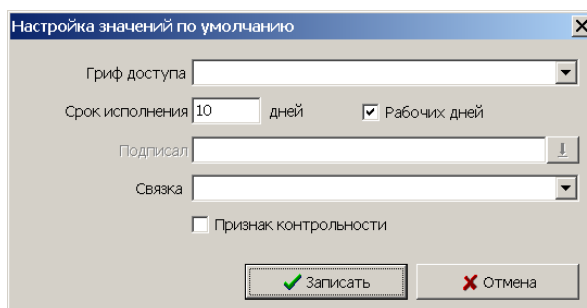 Настройка значений по умолчанию
Гриф доступа
Срок исполнения 10 дней Рабочих дней
Подписал
Связка
Признак контрольности
Записать Отмена